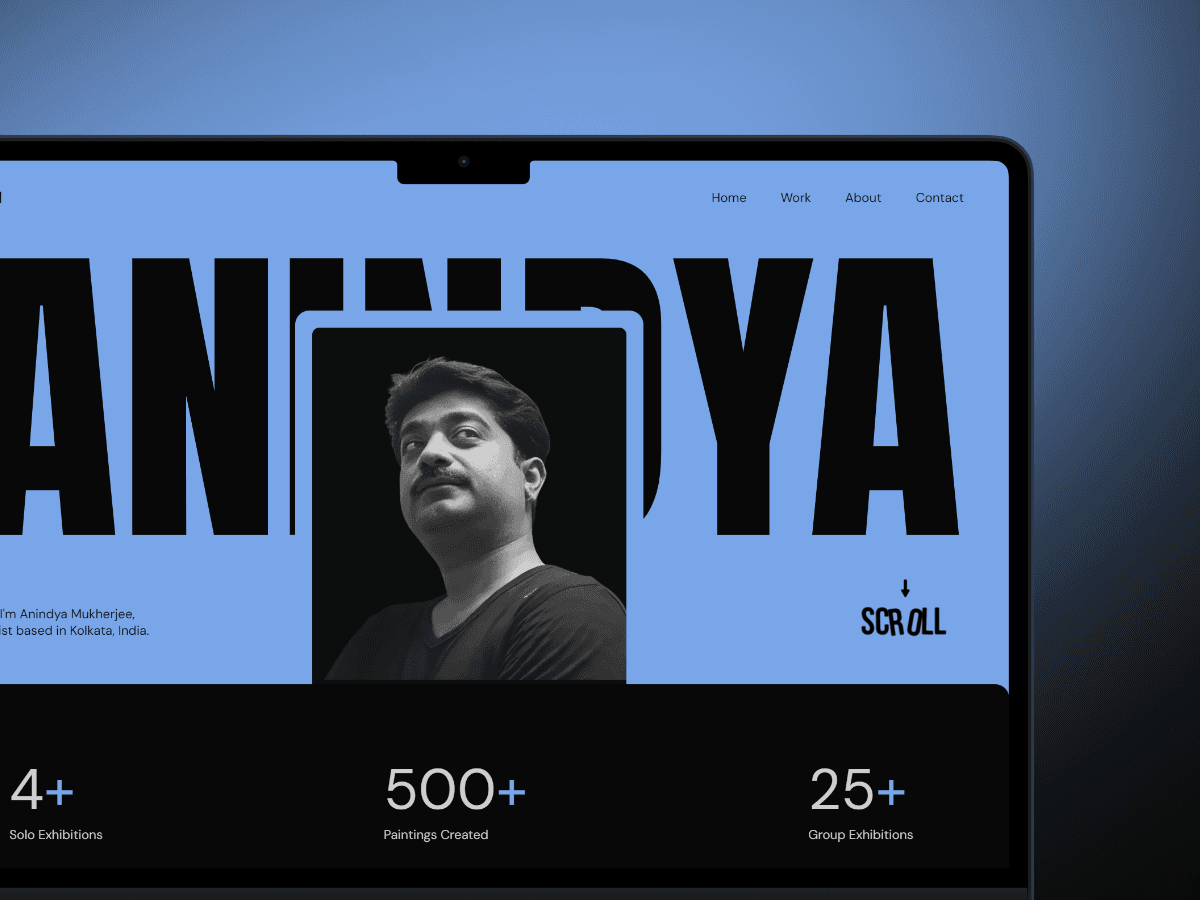 Home Work About Contact
ANINDYA
I'm Anindya Mukherjee,
ist based in Kolkata, India.
SCROLL
4+ 500+ 25+
Solo Exhibitions Paintings Created Group Exhibitions